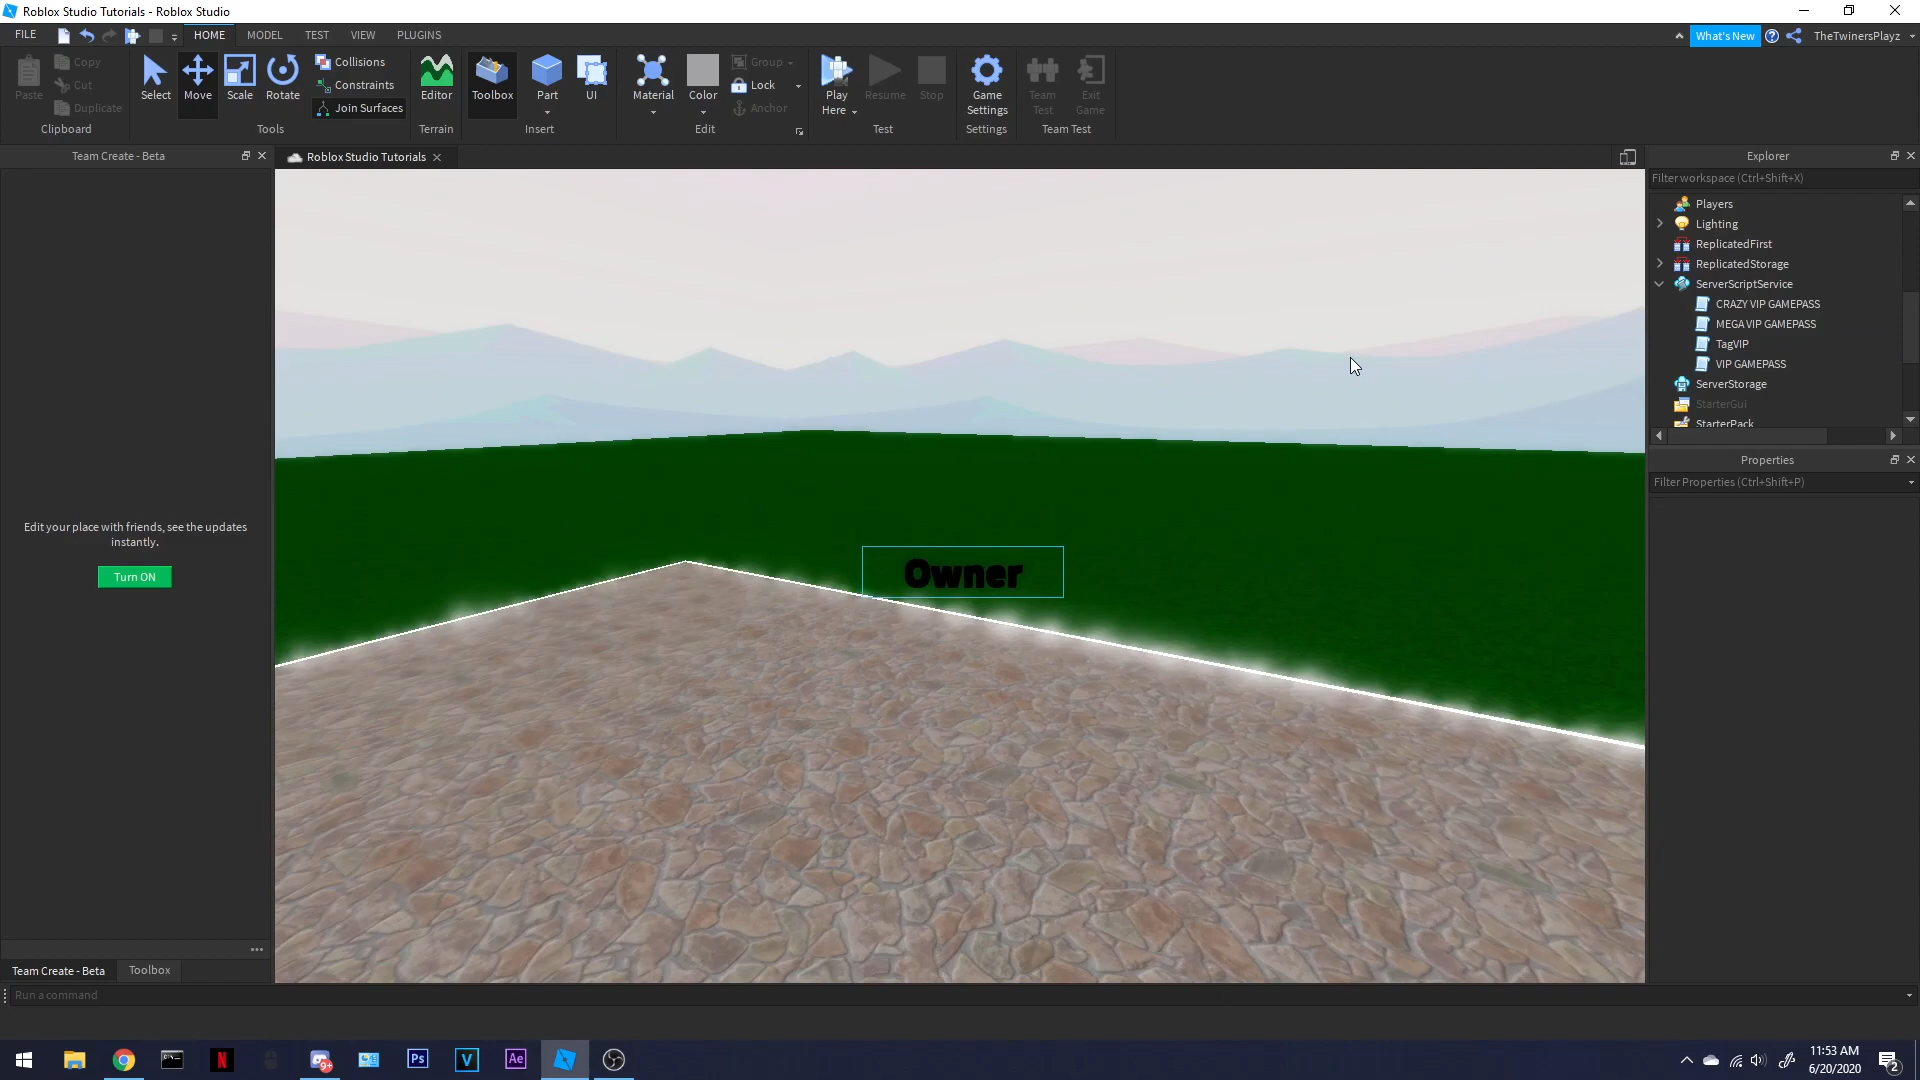 Roblox Studio Tutorials - Roblox Studio
FILE HOME MODEL TEST VIEW PLUGINS
What's New TheTwinersPlayz
Paste Copy Cut Duplicate
Clipboard
Select Move Scale Rotate
Collisions
Constraints
Join Surfaces
Tools
Editor
Terrain
Toolbox Part UI
Insert
Material Color Group Lock Anchor
Edit
Play Here Resume Stop
Test
Game Settings
Settings
Team Test Exit Game
Team Test
Team Create - Beta
Roblox Studio Tutorials
Edit your place with friends, see the updates
instantly.
Turn ON
Team Create - Beta Toolbox
Owner
Explorer
Filter workspace (Ctrl+Shift+X)
Players
Lighting
ReplicatedFirst
ReplicatedStorage
ServerScriptService
CRAZY VIP GAMEPASS
MEGA VIP GAMEPASS
TagVIP
VIP GAMEPASS
ServerStorage
StarterGui
StarterPack
Properties
Filter Properties (Ctrl+Shift+P)
Run a command
N 9+ Ps V Ae
11:53 AM
6/20/2020
2